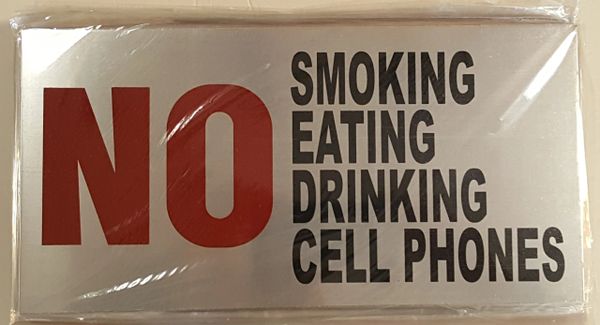 NO
SMOKING
EATING
DRINKING
CELL PHONES